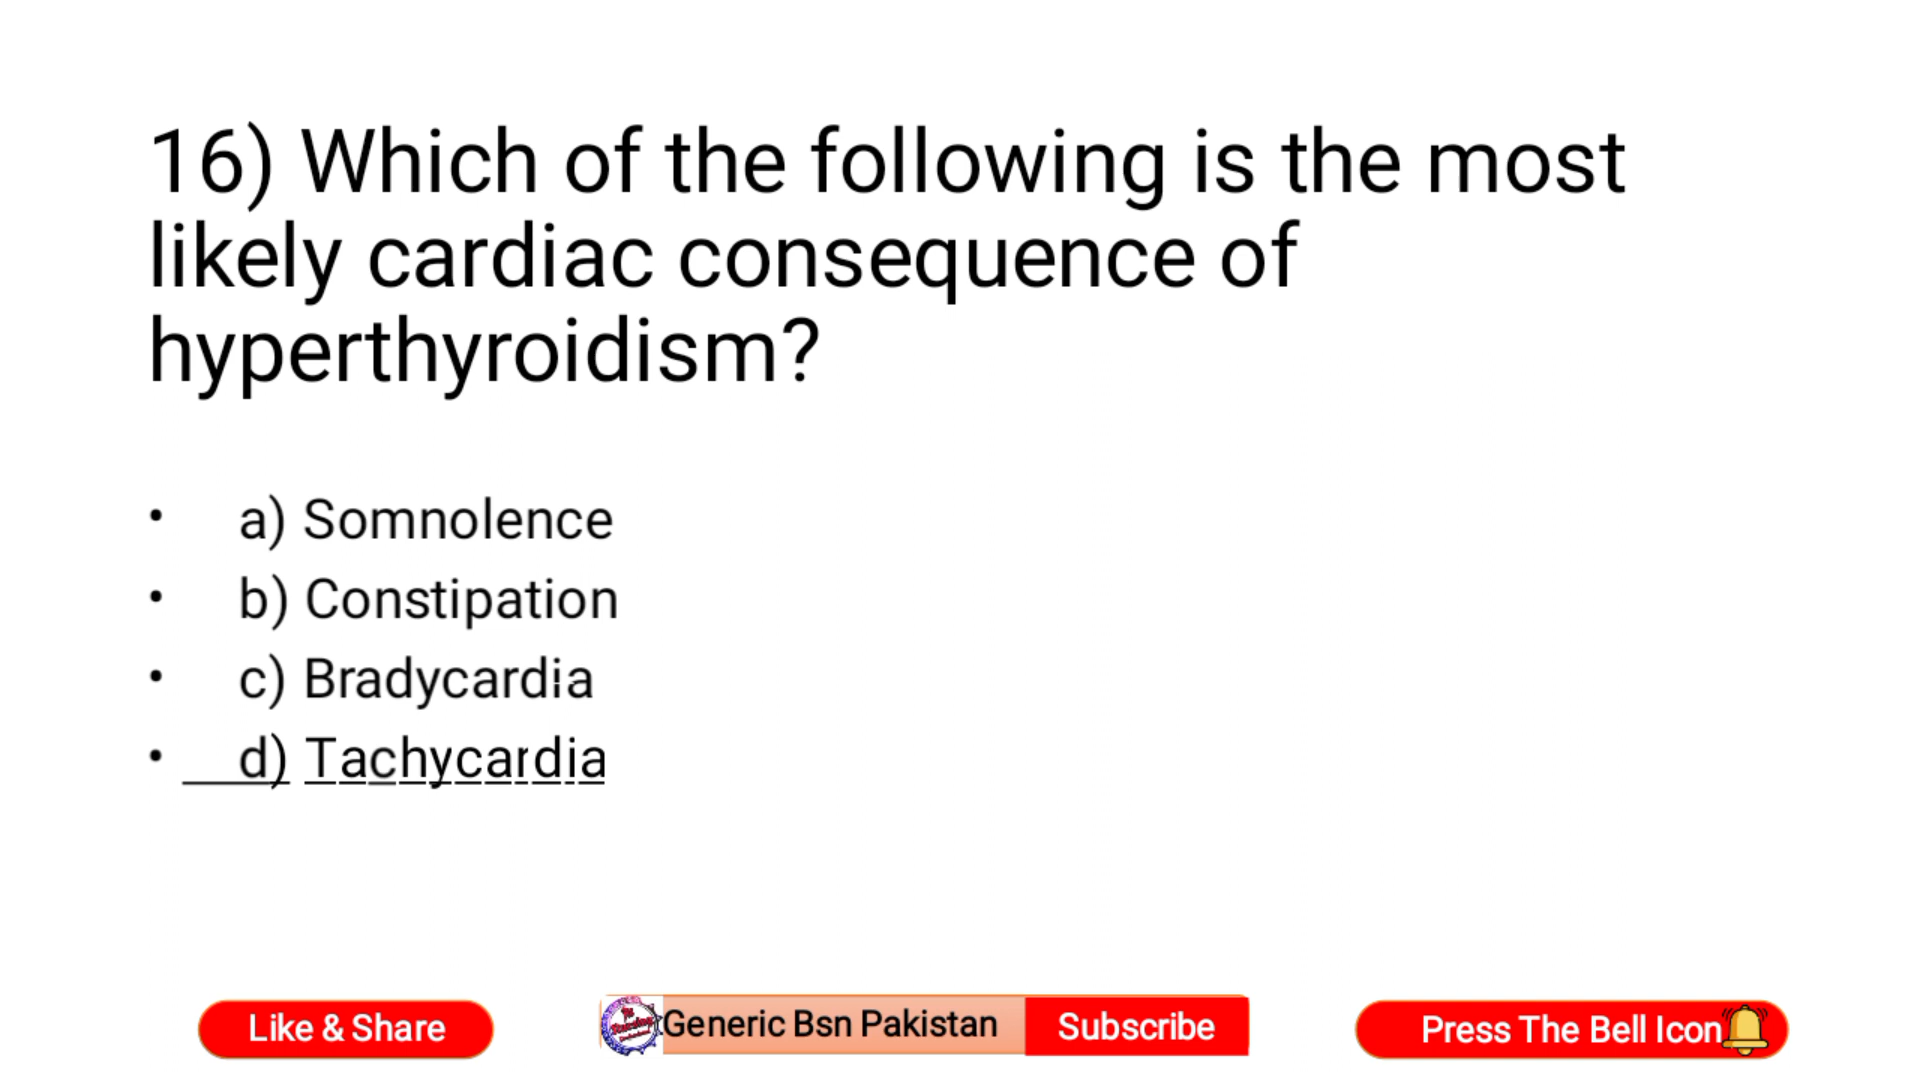 16) Which of the following is the most
likely cardiac consequence of
hyperthyroidism?
• a) Somnolence
• b) Constipation
• c) Bradycardia
• d) Tachycardia
Like & Share
Generic Bsn Pakistan
Subscribe
Press The Bell Icon